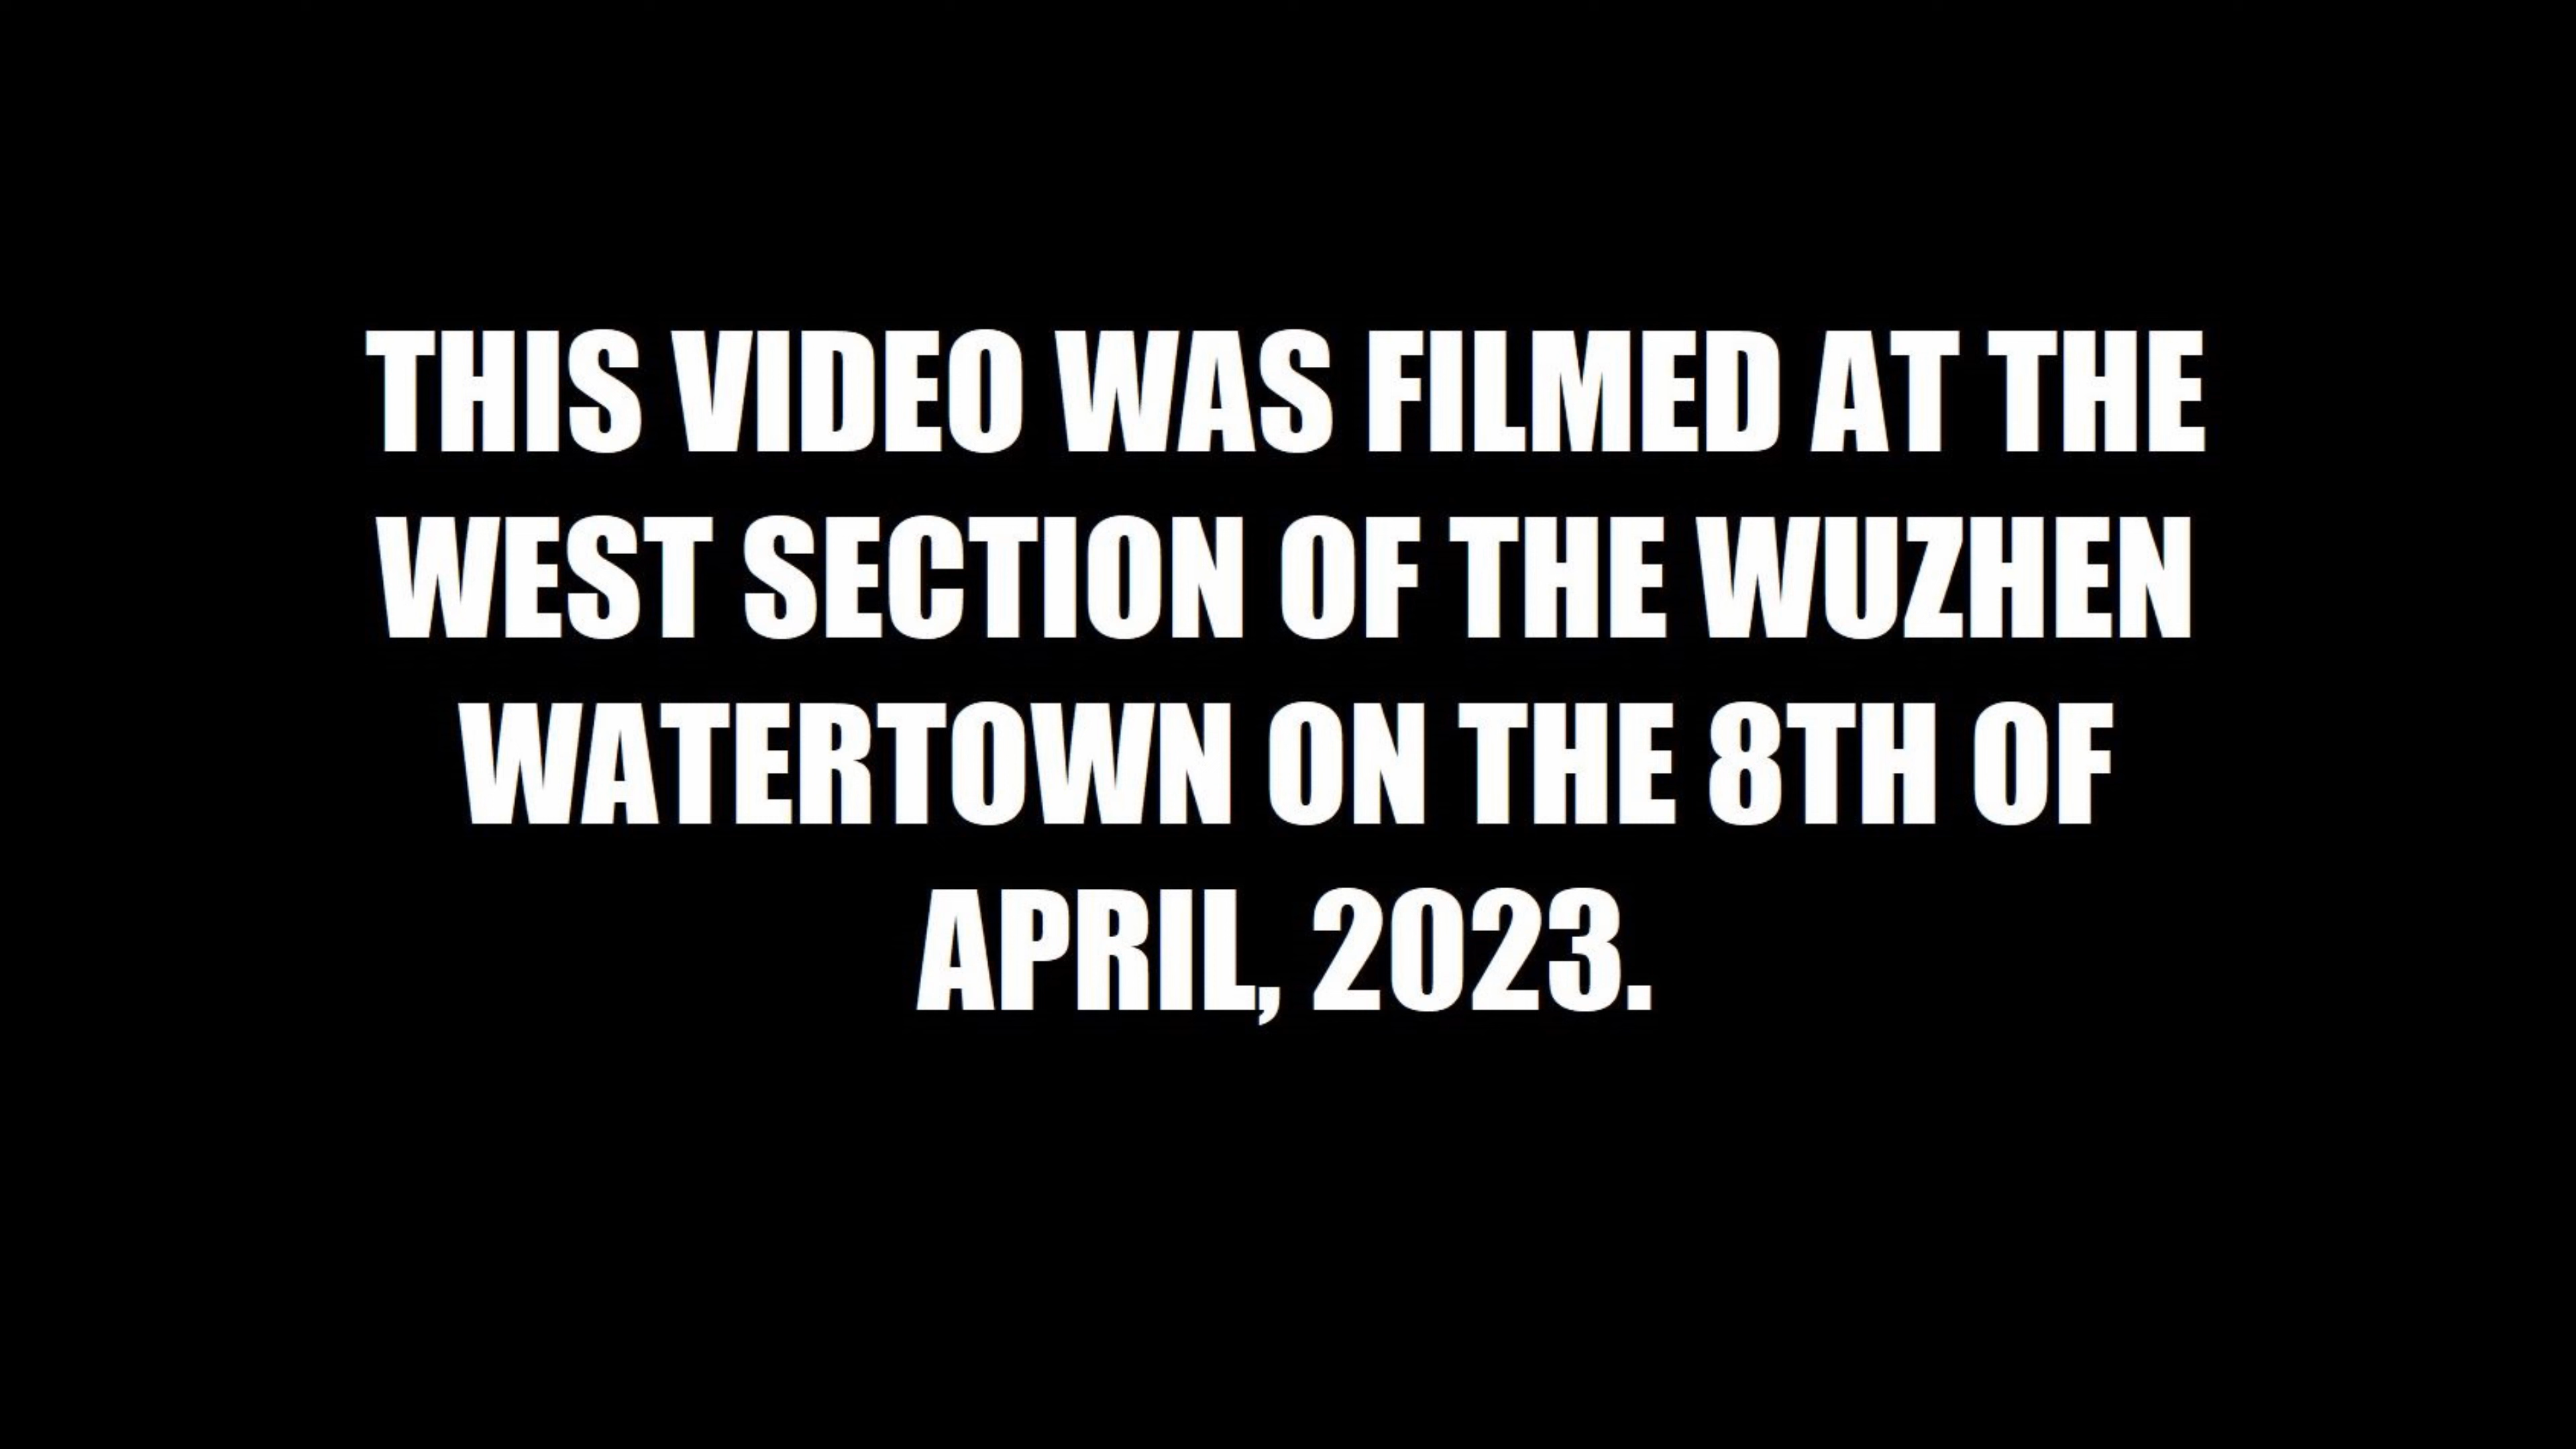 THIS VIDEO WAS FILMED AT THE
WEST SECTION OF THE WUZHEN
WATERTOWN ON THE 8TH OF
APRIL, 2023.